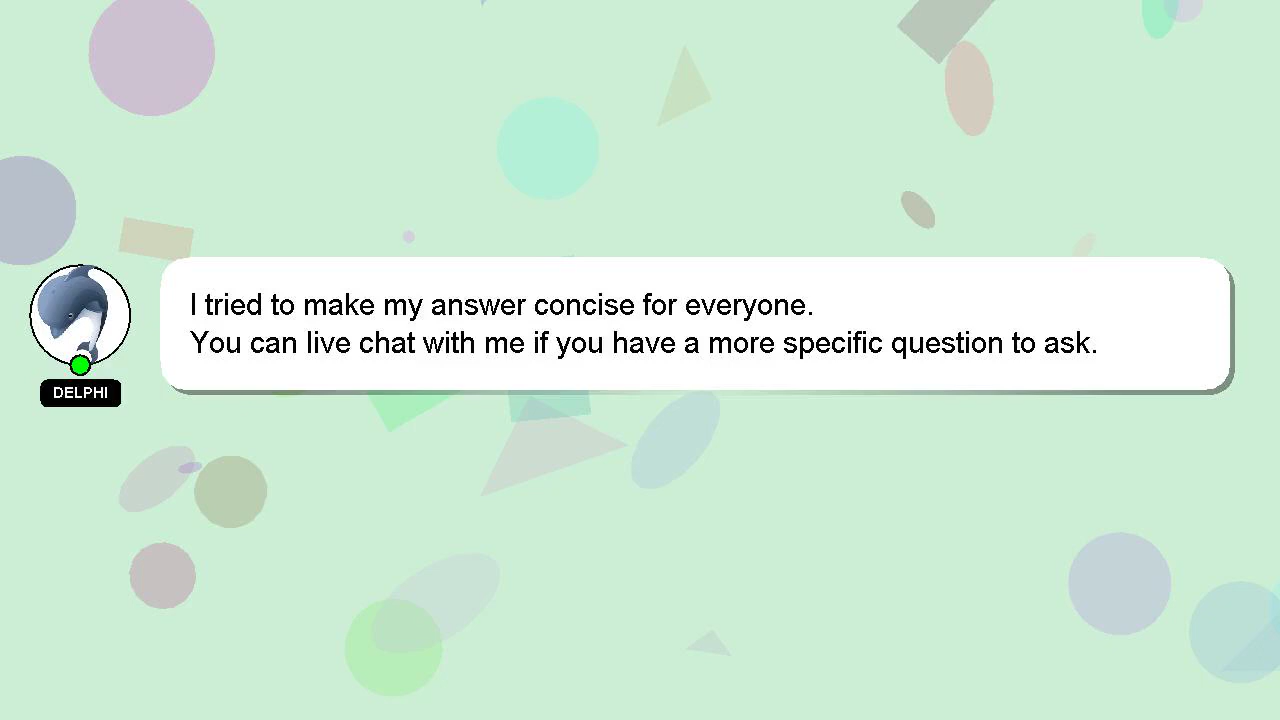 I tried to make my answer concise for everyone.
You can live chat with me if you have a more specific question to ask.
DELPHI